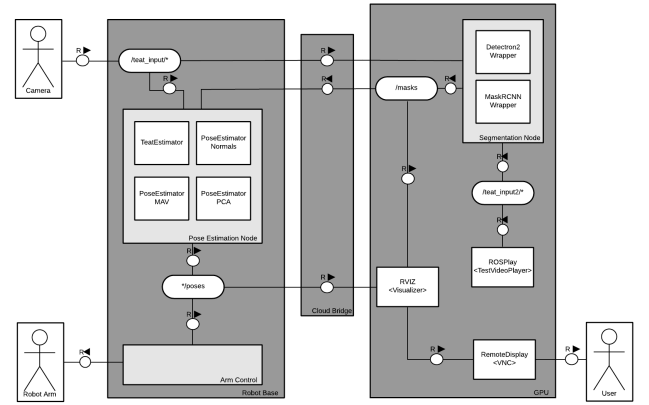 Camera
R
/teat_input/*
R
R
Detectron2
Wrapper
MaskRCNN
Wrapper
Segmentation Node
R
/masks
R
TeatEstimator
PoseEstimator
Normals
PoseEstimator
MAV
PoseEstimator
PCA
Pose Estimation Node
R
R
/teat_input2/*
R
ROSPlay
<TestVideoPlayer>
R
*/poses
R
RVIZ
<Visualizer>
Cloud Bridge
R
Arm Control
Robot Base
R
Robot Arm
R
RemoteDisplay
<VNC>
GPU
R
User